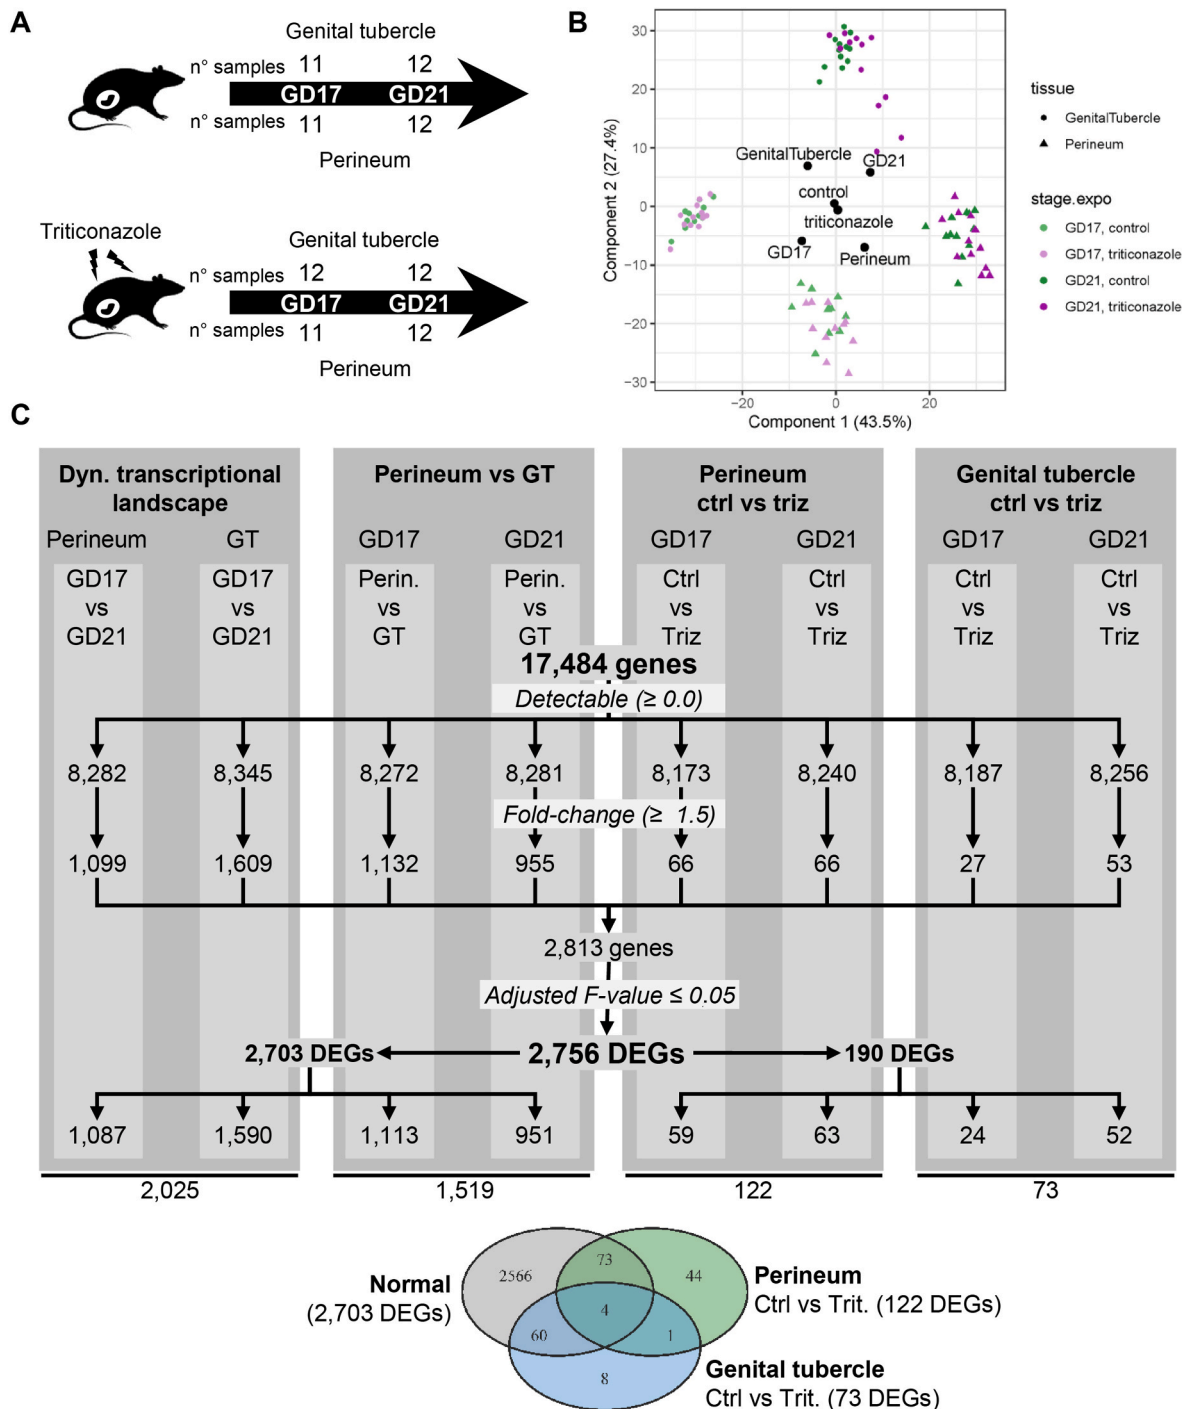 A
Genital tubercle
n° samples 11 12
GD17 GD21
n° samples 11 12
Perineum
Triticonazole
Genital tubercle
n° samples 12 12
GD17 GD21
n° samples 11 12
Perineum
B
30
20
10
0
−10
−20
−30
Component 2 (27.4%)
GenitalTubercle
GD21
control
triticonazole
GD17
Perineum
−20 0 20
Component 1 (43.5%)
tissue
GenitalTubercle
Perineum
stage.expo
GD17, control
GD17, triticonazole
GD21, control
GD21, triticonazole
C
Dyn. transcriptional
landscape
Perineum vs GT
Perineum
ctrl vs triz
Genital tubercle
ctrl vs triz
Perineum GT GD17 GD21 GD17 GD21 GD17 GD21
GD17 GD17 Perin. Perin. Ctrl Ctrl Ctrl Ctrl
vs vs vs vs vs vs vs vs
GD21 GD21 GT GT Triz Triz Triz Triz
17,484 genes
Detectable (≥ 0.0)
8,282 8,345 8,272 8,281 8,173 8,240 8,187 8,256
Fold-change (≥ 1.5)
1,099 1,609 1,132 955 66 66 27 53
2,813 genes
Adjusted F-value ≤ 0.05
2,703 DEGs 2,756 DEGs 190 DEGs
1,087 1,590 1,113 951 59 63 24 52
2,025 1,519 122 73
Normal
(2,703 DEGs)
2566
73
44
4
60
1
8
Perineum
Ctrl vs Trit. (122 DEGs)
Genital tubercle
Ctrl vs Trit. (73 DEGs)